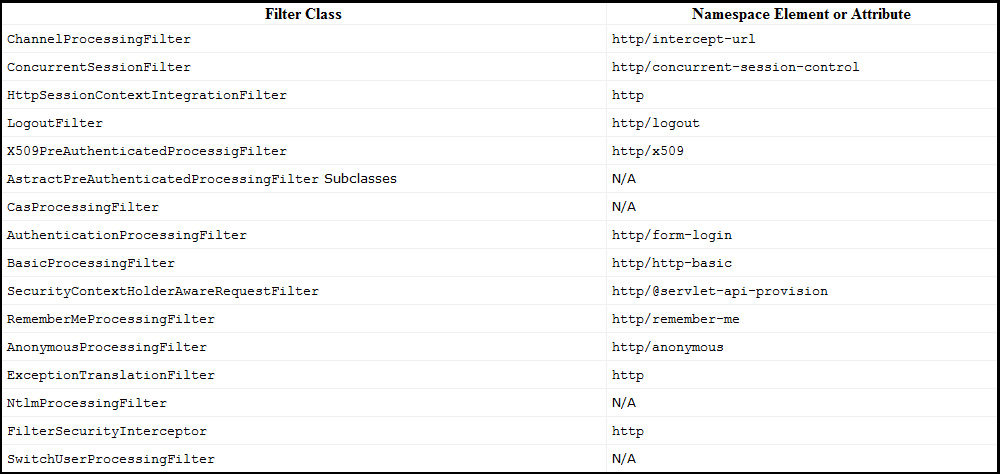 Filter Class Namespace Element or Attribute
ChannelProcessingFilter http/intercept-url
ConcurrentSessionFilter http/concurrent-session-control
HttpSessionContextIntegrationFilter http
LogoutFilter http/logout
X509PreAuthenticatedProcessigFilter http/x509
AstractPreAuthenticatedProcessingFilter Subclasses N/A
CasProcessingFilter N/A
AuthenticationProcessingFilter http/form-login
BasicProcessingFilter http/http-basic
SecurityContextHolderAwareRequestFilter http/@servlet-api-provision
RememberMeProcessingFilter http/remember-me
AnonymousProcessingFilter http/anonymous
ExceptionTranslationFilter http
NtlmProcessingFilter N/A
FilterSecurityInterceptor http
SwitchUserProcessingFilter N/A